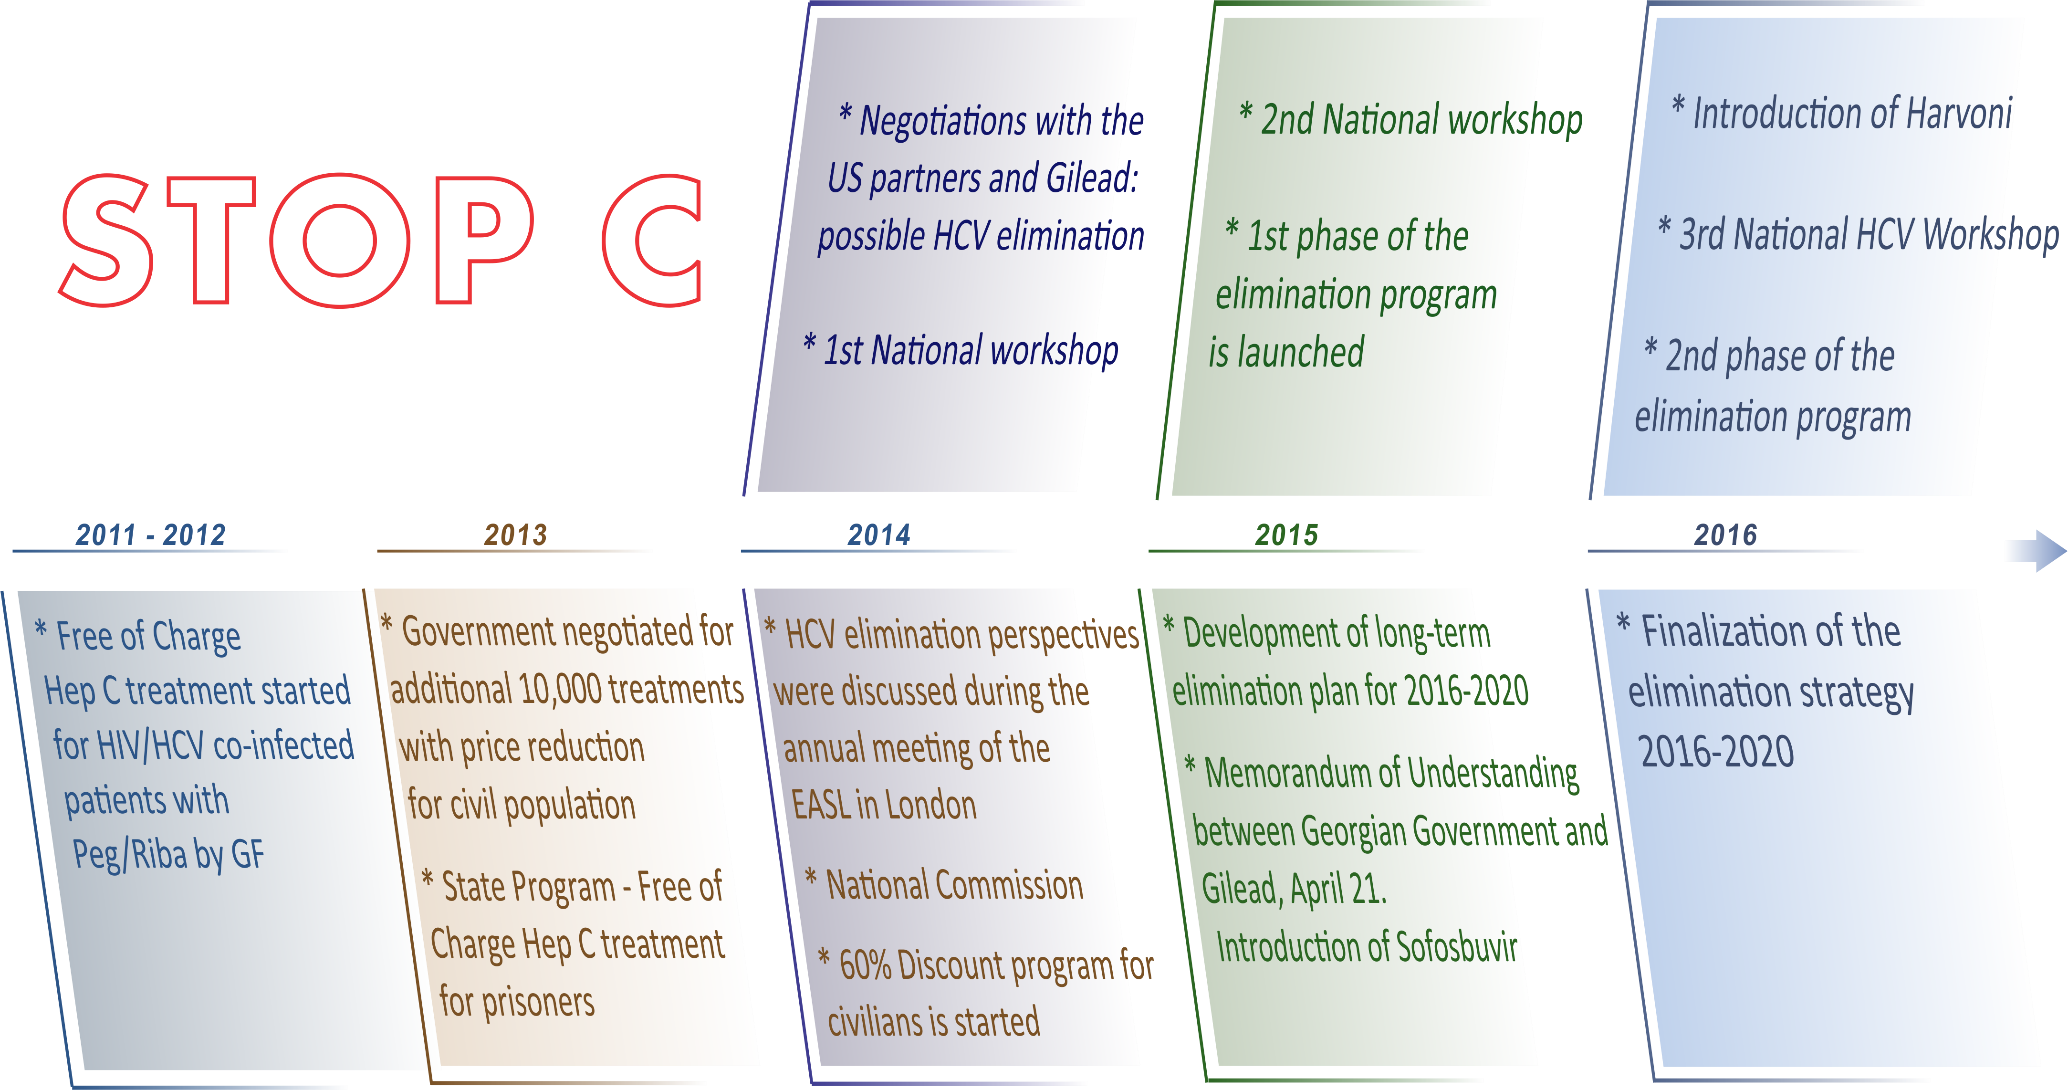 STOP C
* Negotiations with the
US partners and Gilead:
possible HCV elimination
* 1st National workshop
* 2nd National workshop
* 1st phase of the
elimination program
is launched
* Introduction of Harvoni
* 3rd National HCV Workshop
* 2nd phase of the
elimination program
2011 - 2012
2013
2014
2015
2016
* Free of Charge
Hep C treatment started
for HIV/HCV co-infected
patients with
Peg/Riba by GF
* Government negotiated for
additional 10,000 treatments
with price reduction
for civil population
* State Program - Free of
Charge Hep C treatment
for prisoners
* HCV elimination perspectives
were discussed during the
annual meeting of the
EASL in London
* National Commission
* 60% Discount program for
civilians is started
* Development of long-term
elimination plan for 2016-2020
* Memorandum of Understanding
between Georgian Government and
Gilead, April 21.
Introduction of Sofosbuvir
* Finalization of the
elimination strategy
2016-2020